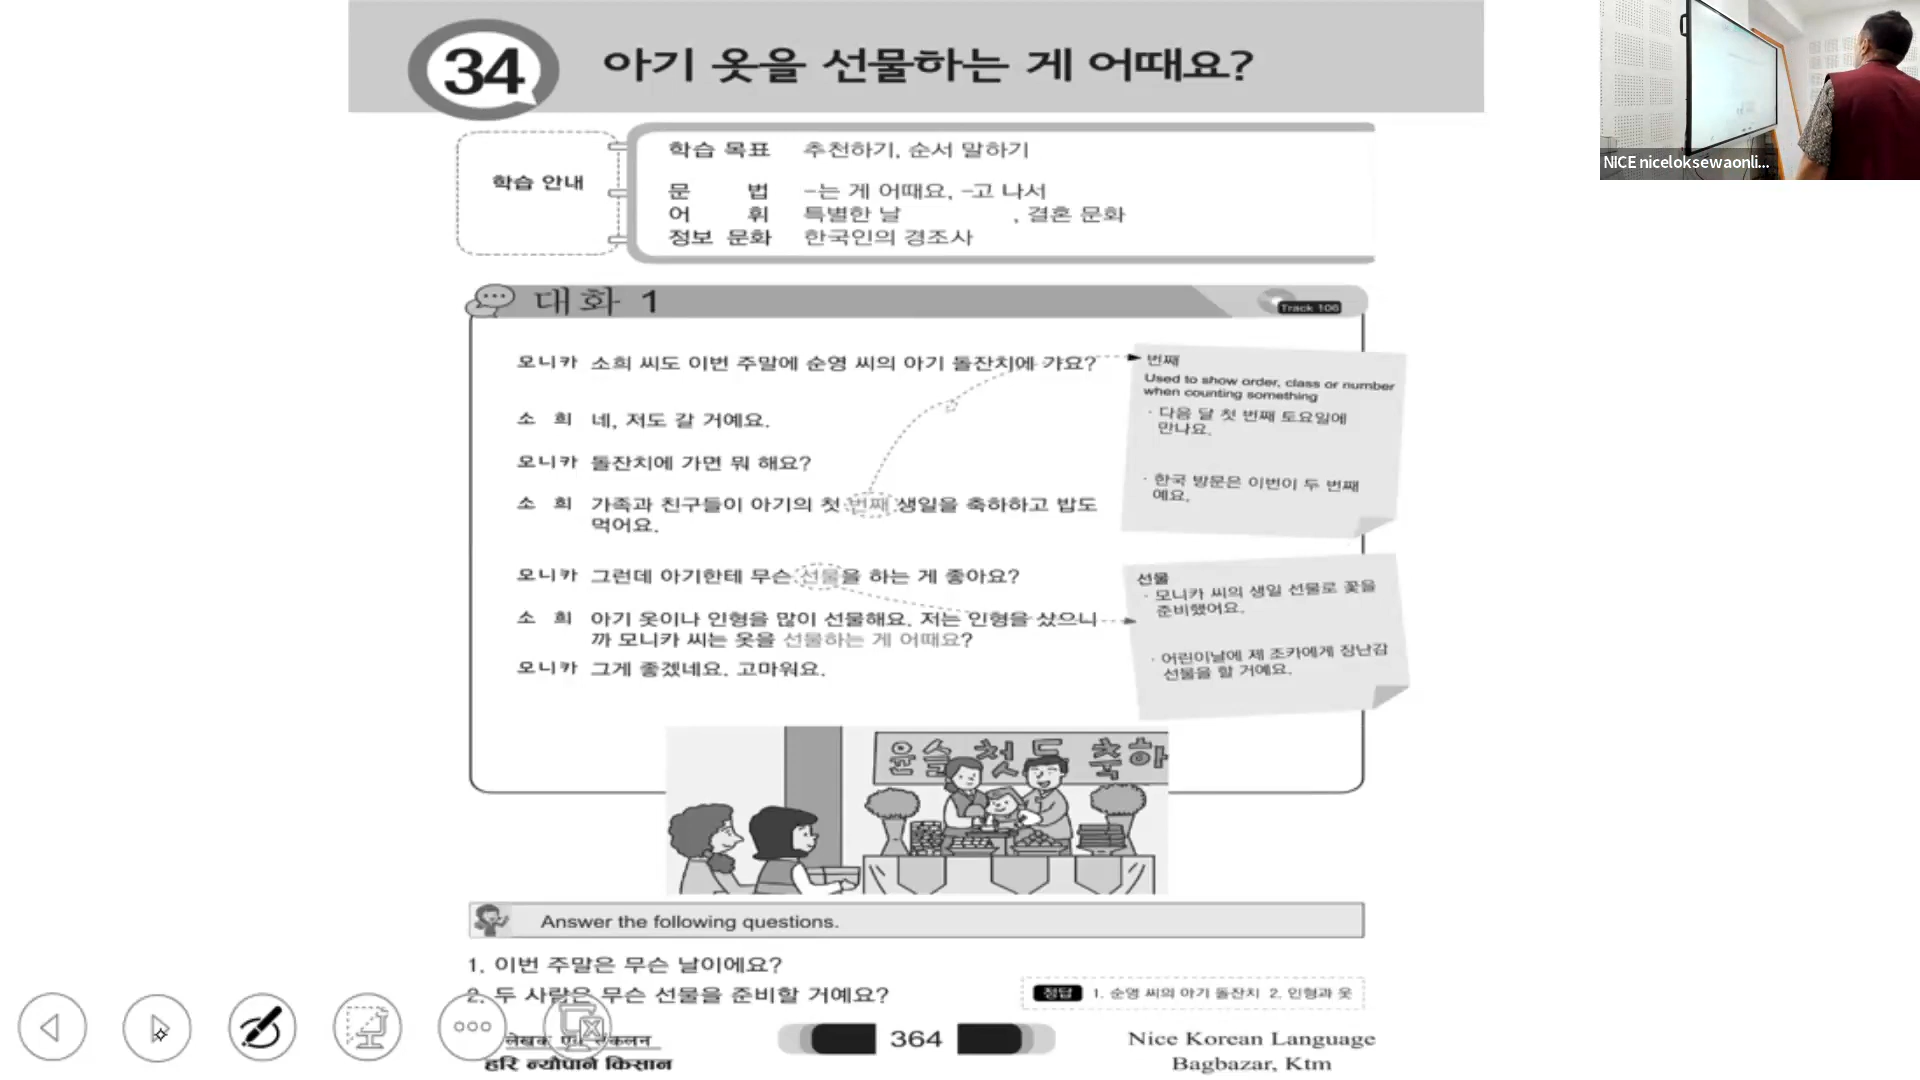 34
아기 옷을 선물하는 게 어때요?
NICE niceloksewaonli...
학습 안내
학습 목표 추천하기, 순서 말하기
문 법 -는 게 어때요, -고 나서
어 휘 특별한 날 , 결혼 문화
정보 문화 한국인의 경조사
대화 1
Track 106
모니카 소희 씨도 이번 주말에 순영 씨의 아기 돌잔치에 가요?
소 희 네, 저도 갈 거예요.
모니카 돌잔치에 가면 뭐 해요?
소 희 가족과 친구들이 아기의 첫 번째 생일을 축하하고 밥도
먹어요.
모니카 그런데 아기한테 무슨 선물을 하는 게 좋아요?
소 희 아기 옷이나 인형을 많이 선물해요. 저는 인형을 샀으니
까 모니카 씨는 옷을 선물하는 게 어때요?
모니카 그게 좋겠네요. 고마워요.
번째
Used to show order, class or number
when counting something
· 다음 달 첫 번째 토요일에
만나요.
· 한국 방문은 이번이 두 번째
예요.
선물
· 모니카 씨의 생일 선물로 꽃을
준비했어요.
· 어린이날에 제 조카에게 장난감
선물을 할 거예요.
윤슬 첫 돌 축하
Answer the following questions.
1. 이번 주말은 무슨 날이에요?
2. 두 사람은 무슨 선물을 준비할 거예요?
정답 1. 순영 씨의 아기 돌잔치 2. 인형과 옷
लेखक
हरि न्यौपाने किसान
364
Nice Korean Language
Bagbazar, Ktm